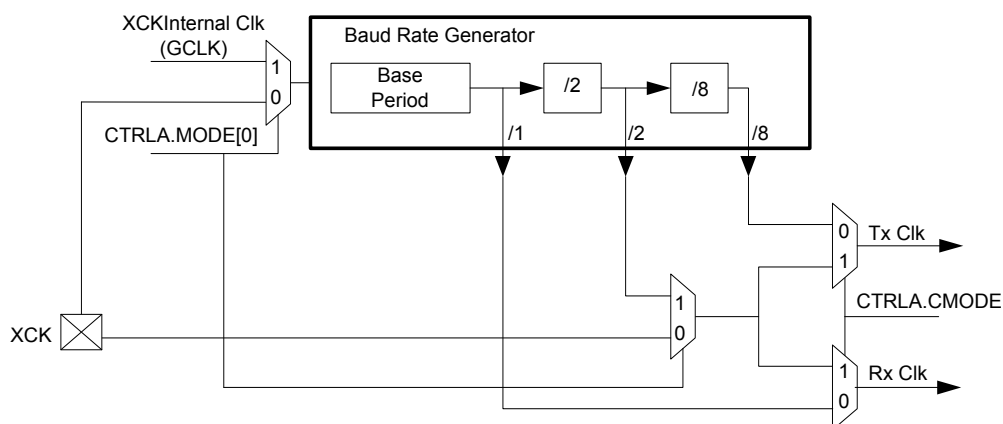 XCKInternal Clk
(GCLK)
Baud Rate Generator
1
0
Base
Period
/2
/8
CTRLA.MODE[0]
/1
/2
/8
0
1
Tx Clk
1
0
CTRLA.CMODE
XCK
1
0
Rx Clk